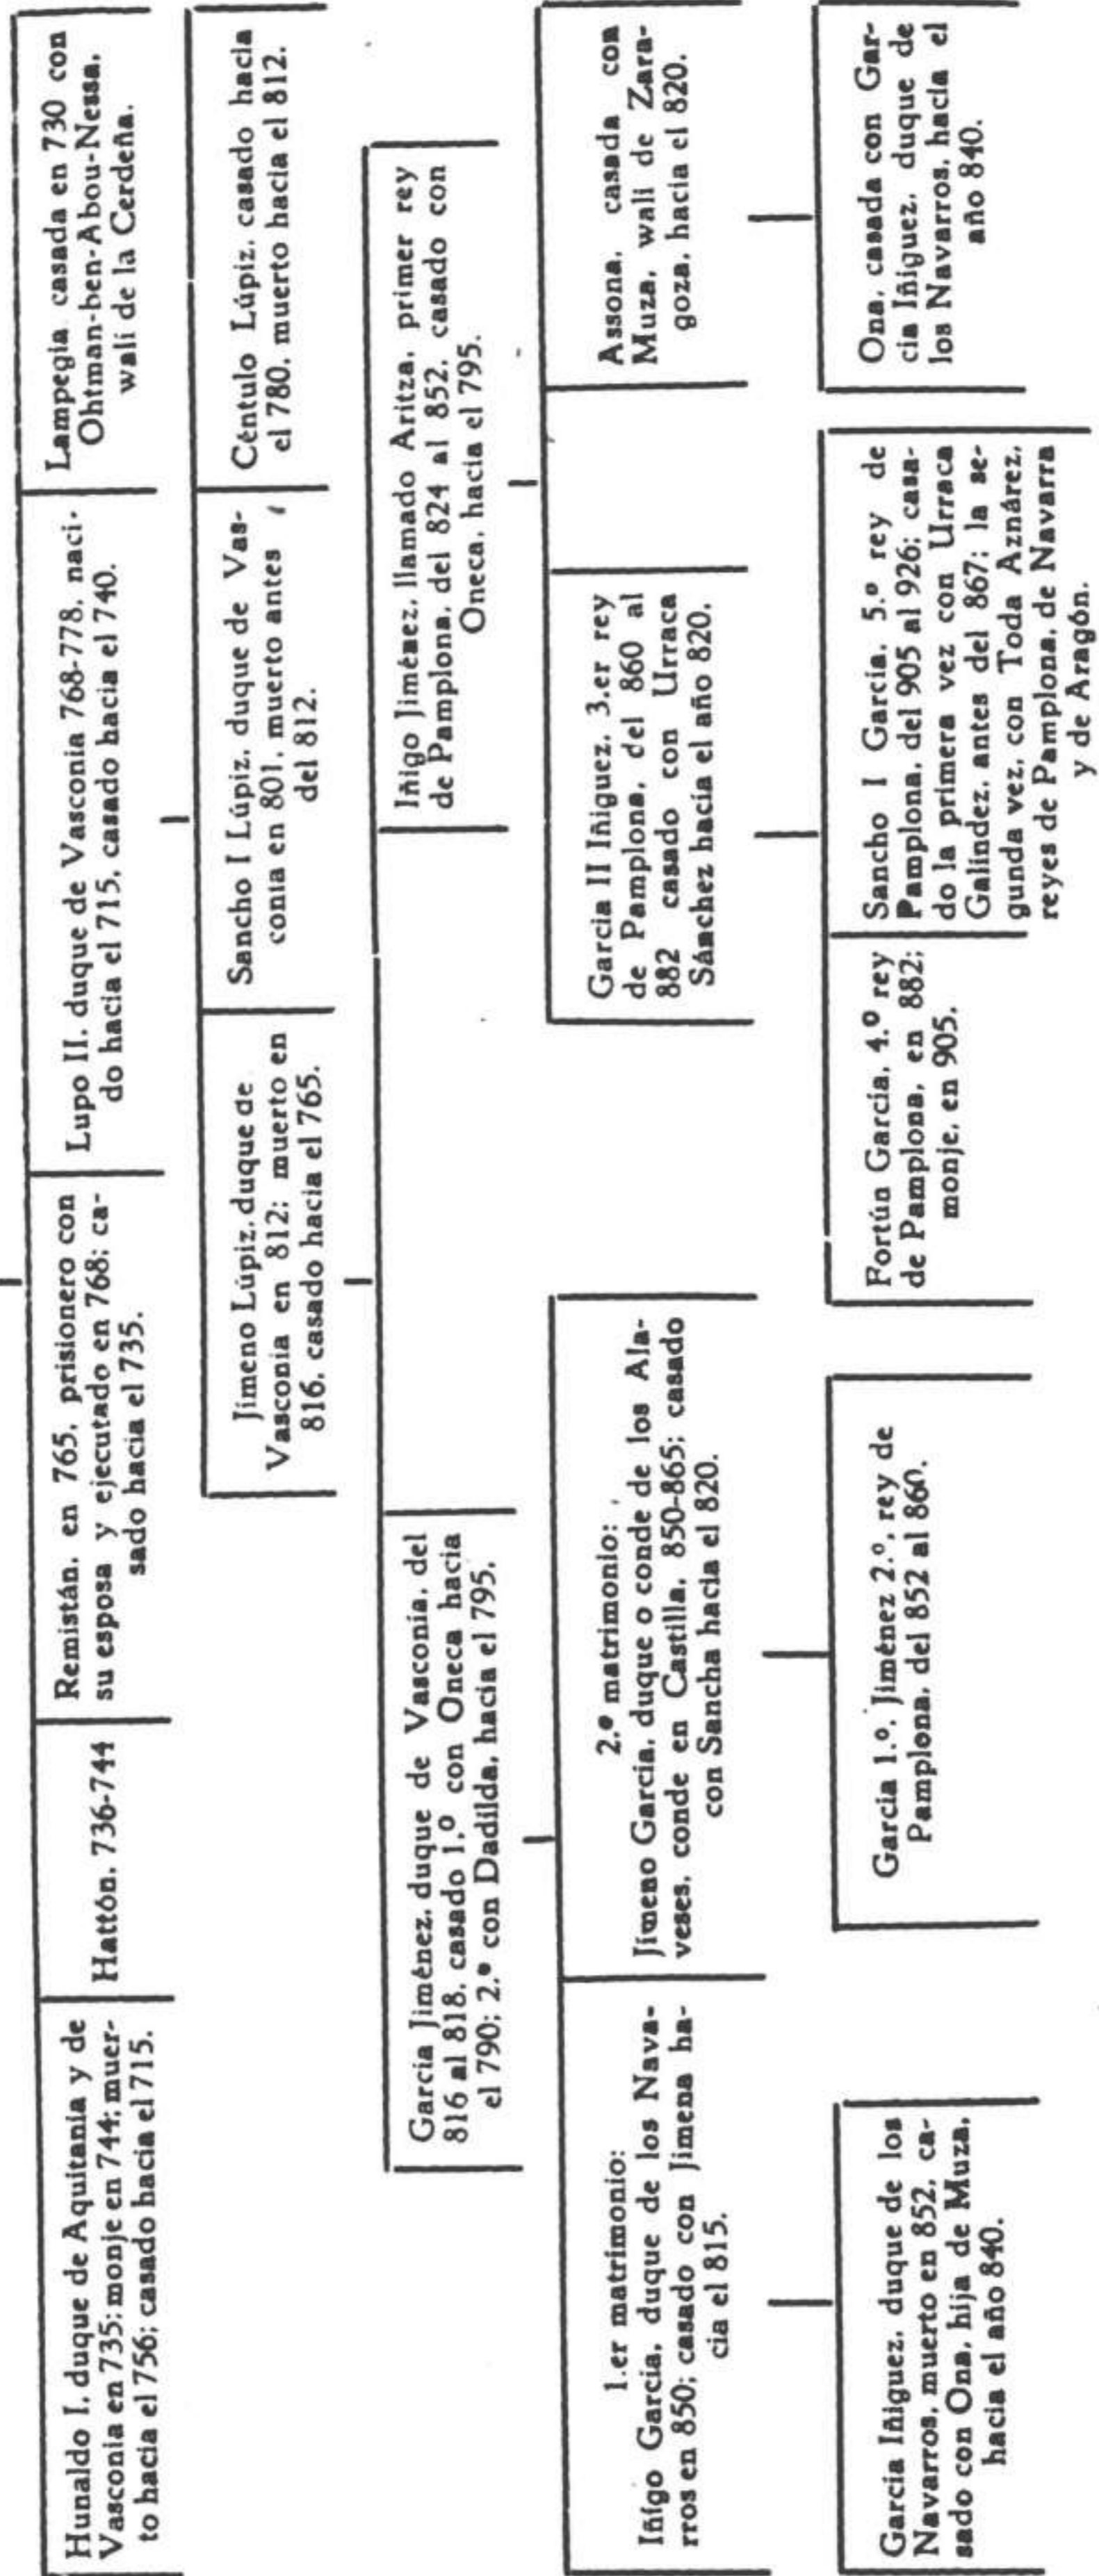 Hunaldo I. duque de Aquitania y de
Vasconia en 735; monje en 744; muer-
to hacia el 756; casado hacia el 715.
Hattón. 736-744
Remistán. en 765. prisionero con
su esposa y ejecutado en 768; ca-
sado hacia el 735.
Lupo II. duque de Vasconia 768-778. naci-
do hacia el 715. casado hacia el 740.
Lampegia casada en 730 con
Ohtman-ben-Abou-Nessa.
walí de la Cerdeña.
Jimeno Lúpiz. duque de
Vasconia en 812; muerto en
816. casado hacia el 765.
Sancho I Lúpiz. duque de Vas-
conia en 801. muerto antes
del 812.
Céntulo Lúpiz. casado hacia
el 780. muerto hacia el 812.
García Jiménez. duque de Vasconia. del
816 al 818. casado 1.º con Oneca hacia
el 790; 2.º con Dadilda. hacia el 795.
Iñigo Jiménez. llamado Aritza. primer rey
de Pamplona. del 824 al 852. casado con
Oneca. hacia el 795.
1.er matrimonio:
Iñigo García. duque de los Nava-
rros en 850; casado con Jimena ha-
cia el 815.
2.º matrimonio:
Jimeno García. duque o conde de los Ala-
veses. conde en Castilla. 850-865; casado
con Sancha hacia el 820.
Garcia II Iñiguez. 3.er rey
de Pamplona. del 860 al
882 casado con Urraca
Sánchez hacia el año 820.
Assona. casada con
Muza. walí de Zara-
goza. hacia el 820.
Garcia Iñiguez. duque de los
Navarros. muerto en 852. ca-
sado con Ona. hija de Muza.
hacia el año 840.
Garcia 1.º. Jiménez 2.º. rey de
Pamplona. del 852 al 860.
Fortún García. 4.º rey
de Pamplona. en 882;
monje. en 905.
Sancho I García. 5.º rey de
Pamplona. del 905 al 926; casa-
do la primera vez con Urraca
Galíndez. antes del 867; la se-
gunda vez. con Toda Aznárez.
reyes de Pamplona. de Navarra
y de Aragón.
Ona. casada con Gar-
cia Iñiguez. duque de
los Navarros. hacia el
año 840.